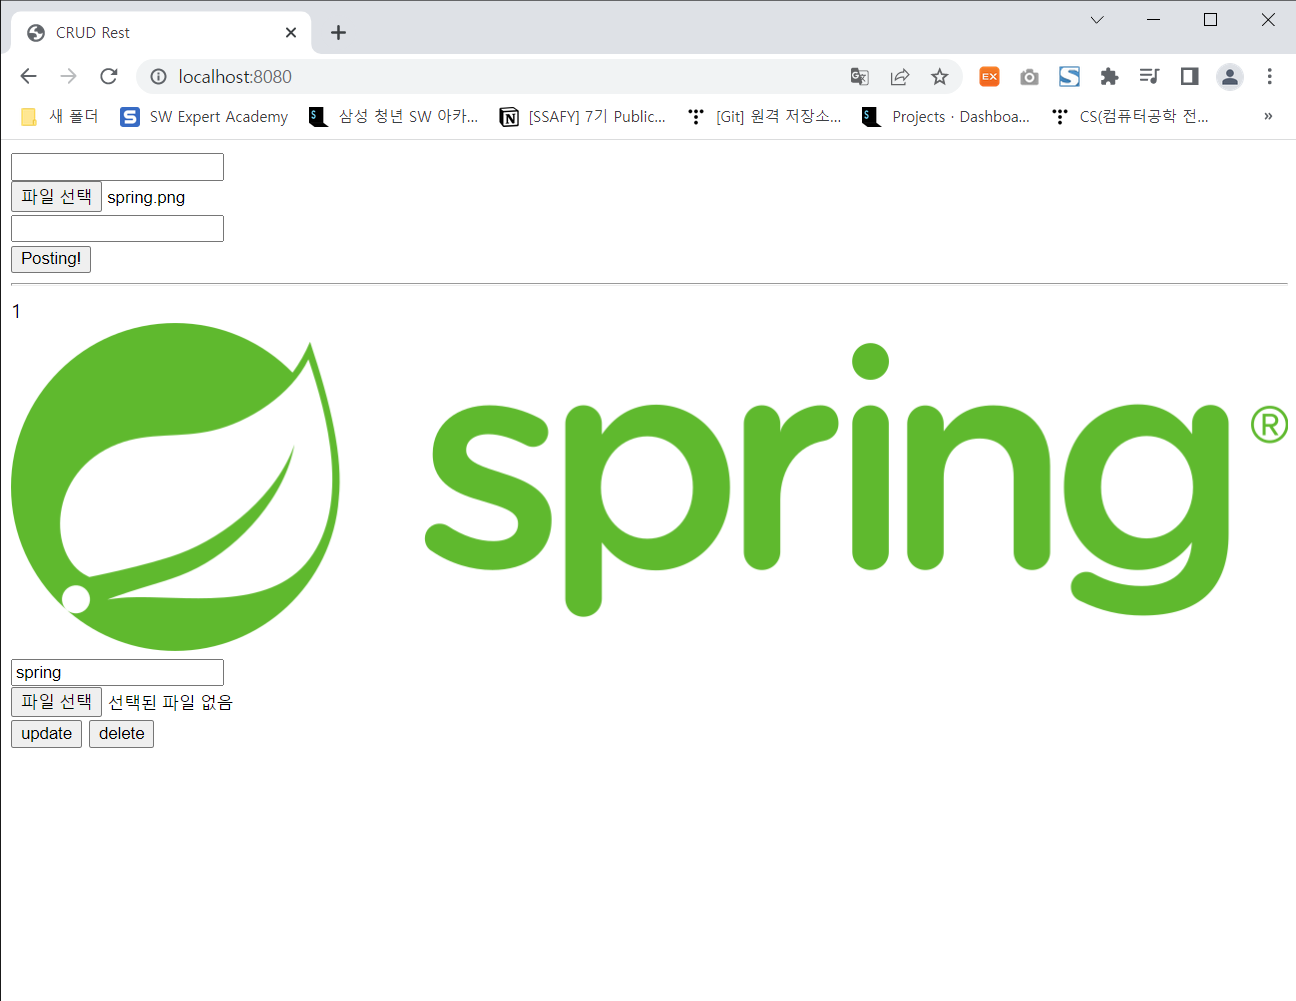 CRUD Rest
localhost:8080
새 폴더 SW Expert Academy 삼성 청년 SW 아카... [SSAFY] 7기 Public... [Git] 원격 저장소... Projects · Dashboa... CS(컴퓨터공학 전... »
파일 선택 spring.png
Posting!
1
spring ®
spring
파일 선택 선택된 파일 없음
update delete